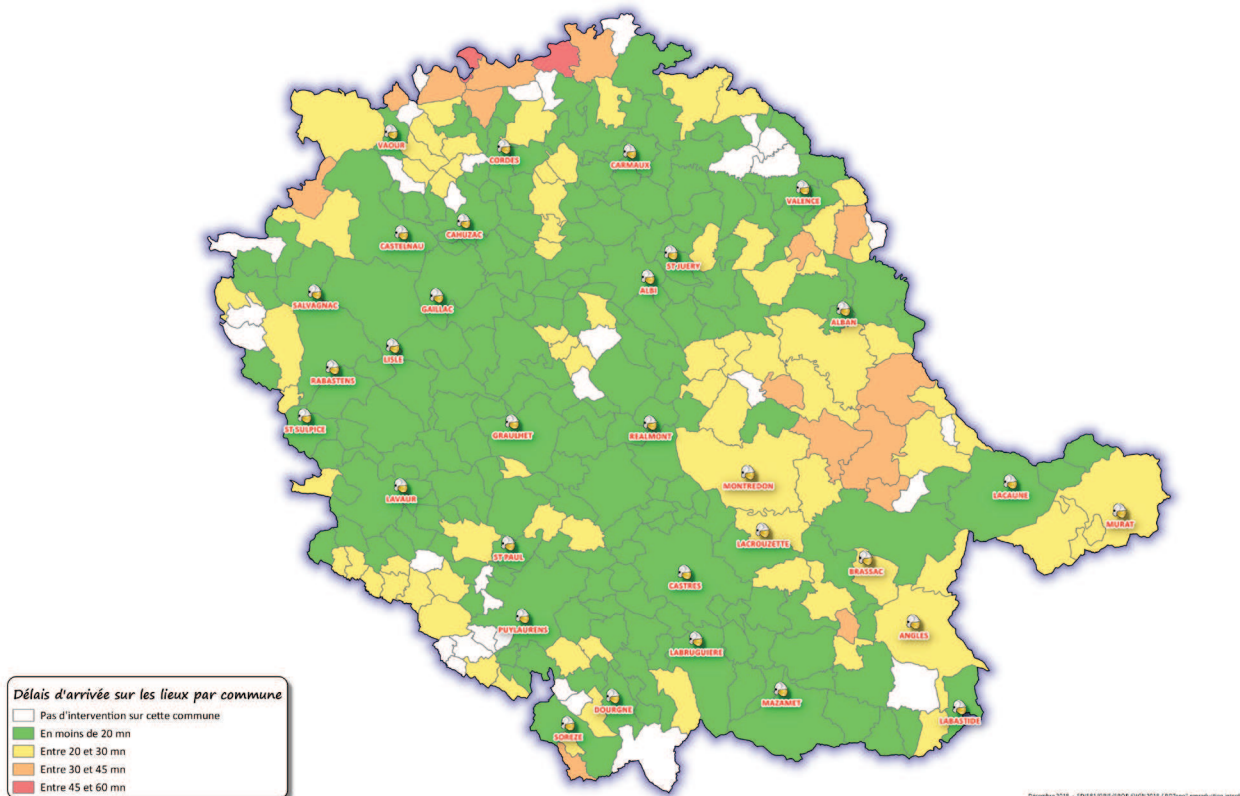 VAOUR
CORDES
CARMAUX
VALENCE
CASTELNAU
CAHUZAC
ST JUERY
ALBI
SALVAGNAC
GAILLAC
ALBAN
LISLE
RABASTENS
ST SULPICE
GRAULHET
REALMONT
LAVAUR
MONTREDON
LACAUNE
MURAT
LACROUZETTE
ST PAUL
BRASSAC
CASTRES
PUYLAURENS
ANGLES
LABRUGUIERE
MAZAMET
DOURGNE
LABASTIDE
SOREZE
Délais d'arrivée sur les lieux par commune
Pas d'intervention sur cette commune
En moins de 20 mn
Entre 20 et 30 mn
Entre 30 et 45 mn
Entre 45 et 60 mn